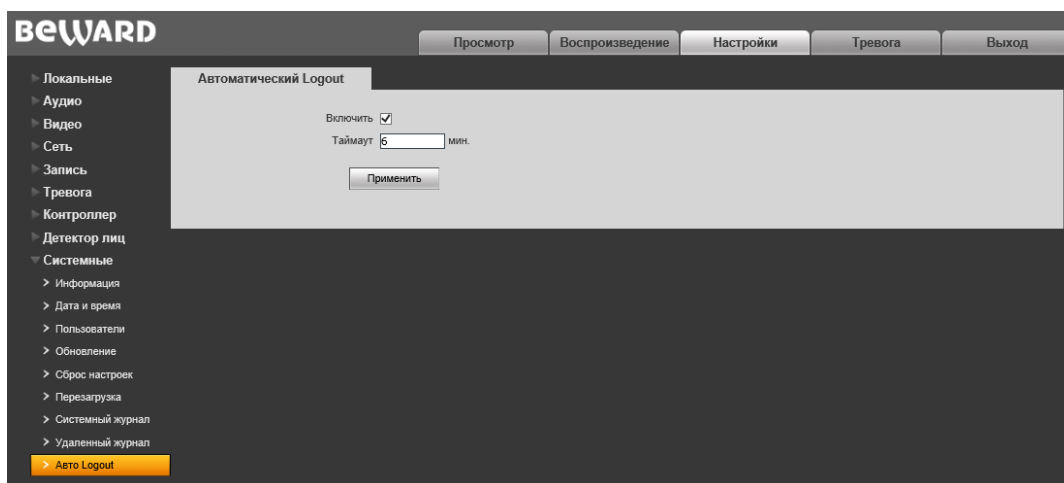 BEWARD
Просмотр
Воспроизведение
Настройки
Тревога
Выход
Локальные
Аудио
Видео
Сеть
Запись
Тревога
Контроллер
Детектор лиц
Системные
Информация
Дата и время
Пользователи
Обновление
Сброс настроек
Перезагрузка
Системный журнал
Удаленный журнал
Авто Logout
Автоматический Logout
Включить
Таймаут 6 мин.
Применить